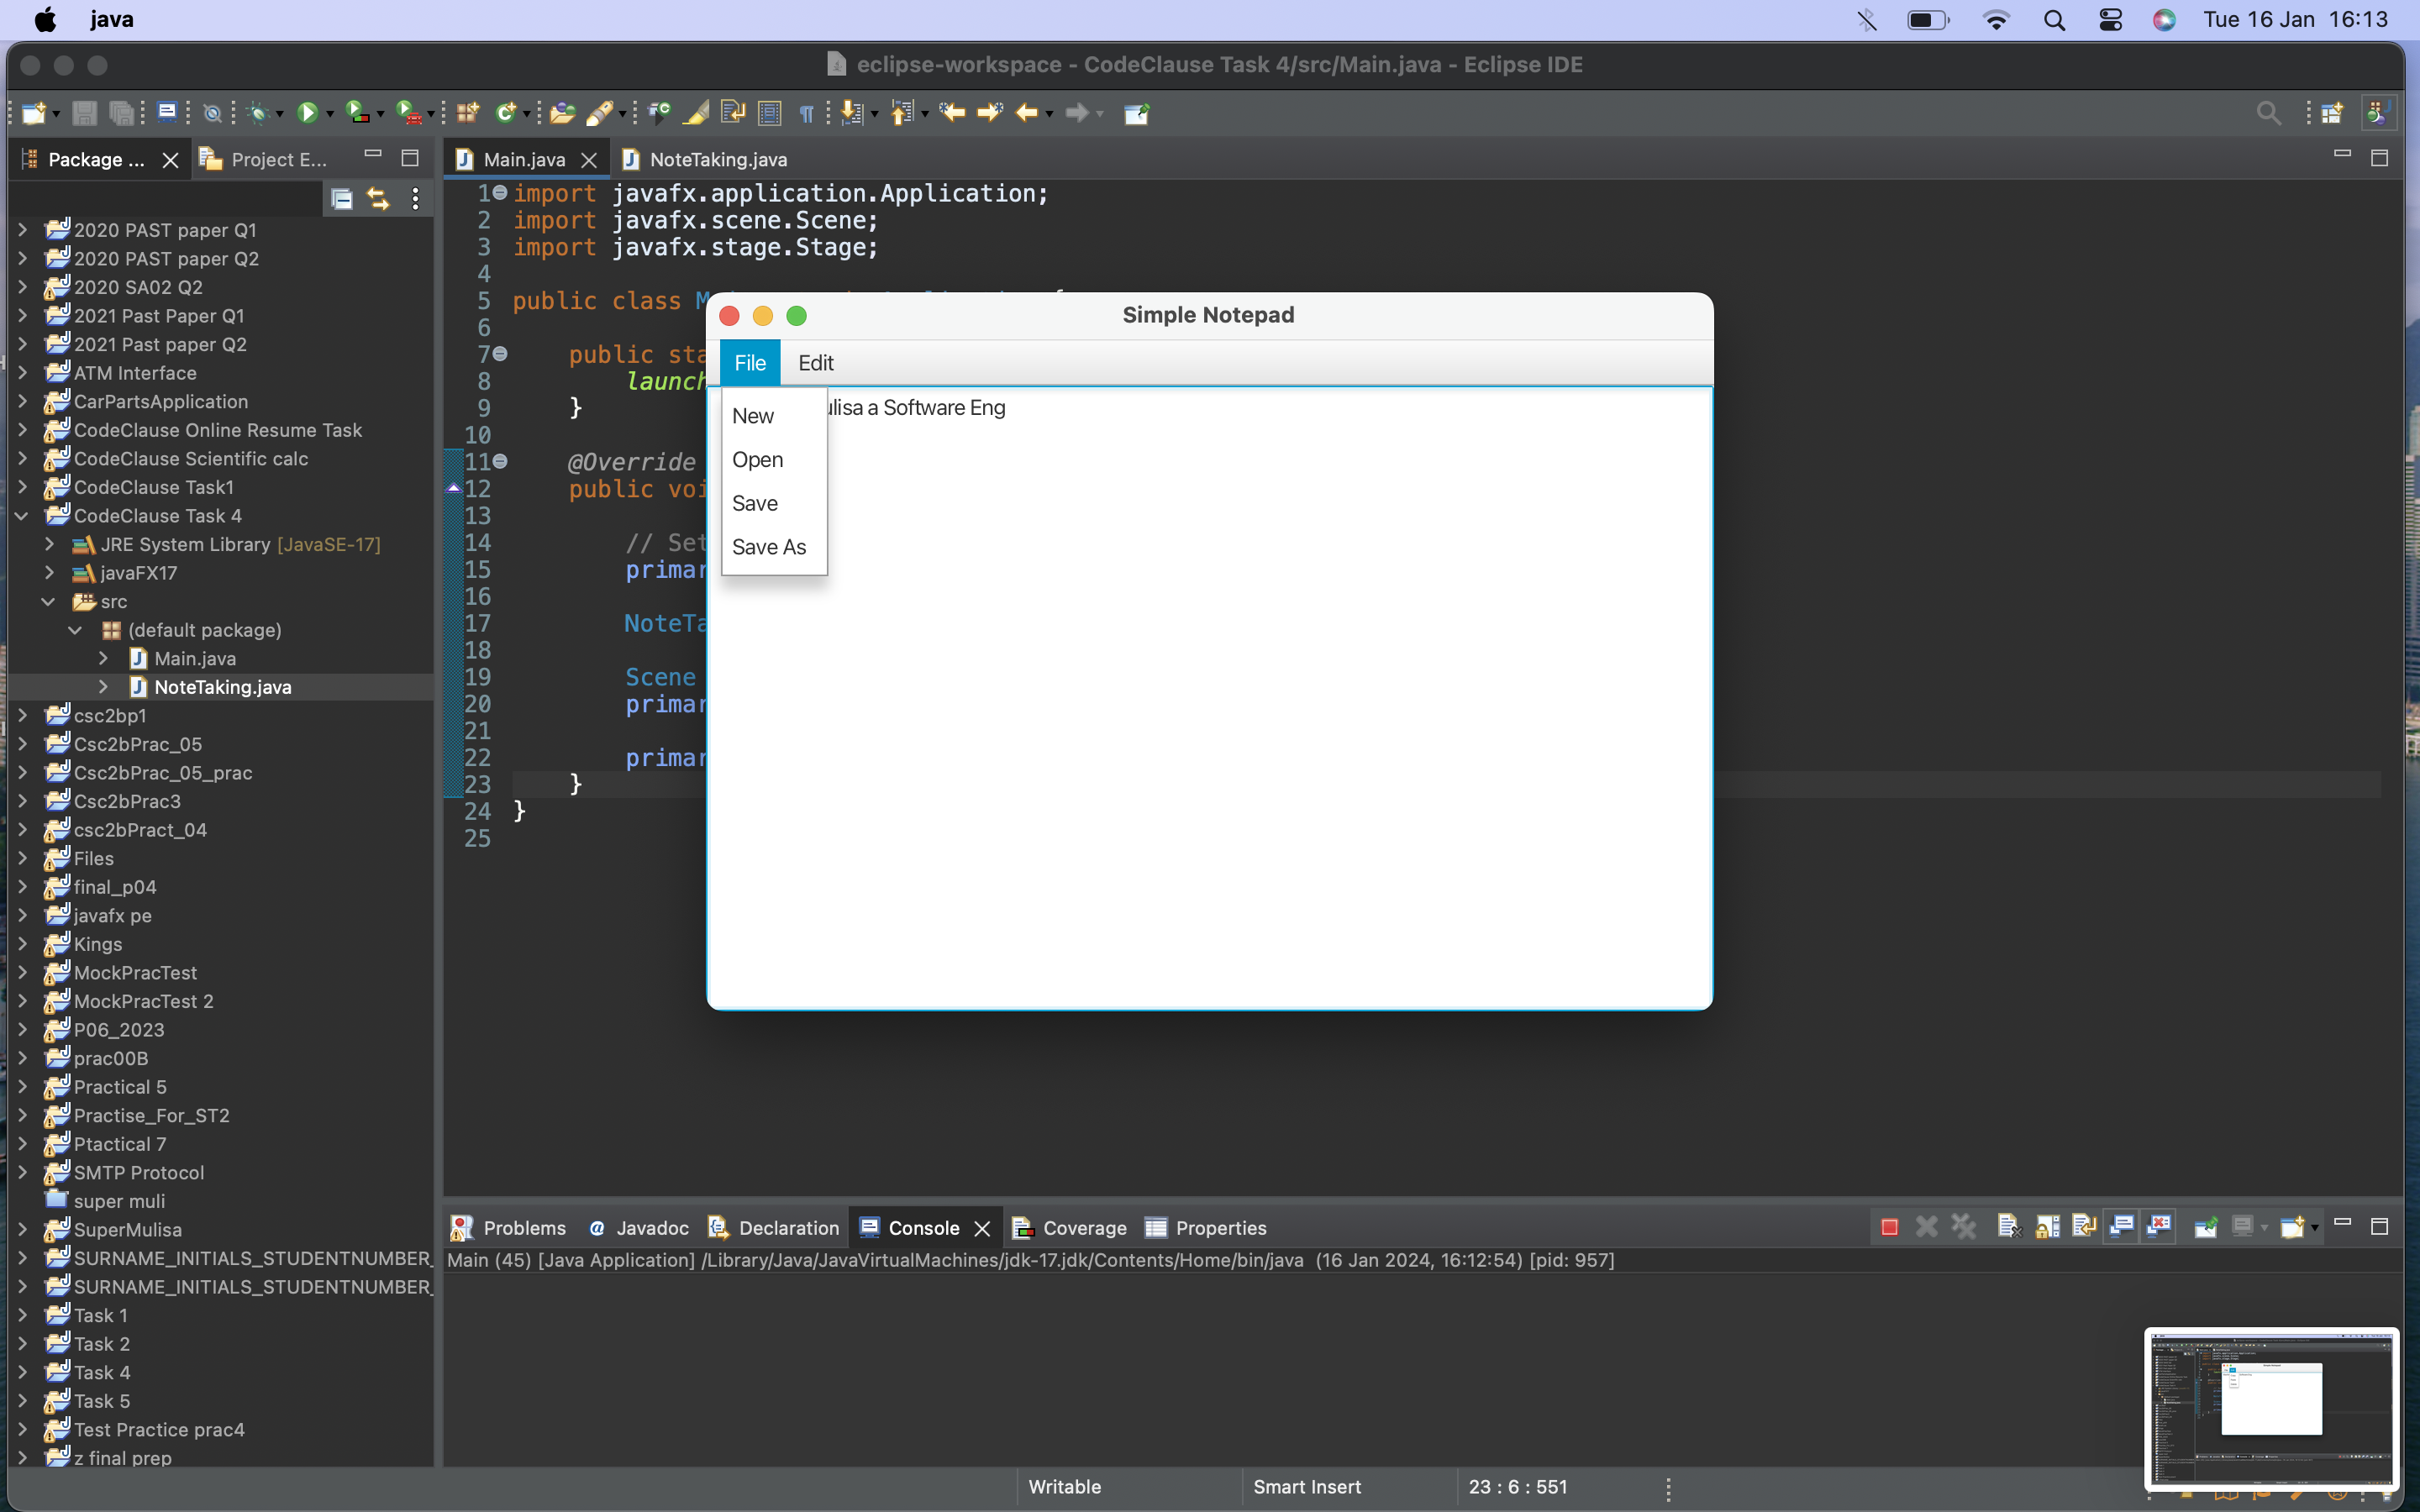 java
Tue 16 Jan 16:13
eclipse-workspace - CodeClause Task 4/src/Main.java - Eclipse IDE
Package ...
Project E...
Main.java
NoteTaking.java
2020 PAST paper Q1
2020 PAST paper Q2
2020 SA02 Q2
2021 Past Paper Q1
2021 Past paper Q2
ATM Interface
CarPartsApplication
CodeClause Online Resume Task
CodeClause Scientific calc
CodeClause Task1
CodeClause Task 4
JRE System Library [JavaSE-17]
javaFX17
src
(default package)
Main.java
NoteTaking.java
csc2bp1
Csc2bPrac_05
Csc2bPrac_05_prac
Csc2bPrac3
csc2bPract_04
Files
final_p04
javafx pe
Kings
MockPracTest
MockPracTest 2
P06_2023
prac00B
Practical 5
Practise_For_ST2
Ptactical 7
SMTP Protocol
super muli
SuperMulisa
SURNAME_INITIALS_STUDENTNUMBER_
SURNAME_INITIALS_STUDENTNUMBER_
Task 1
Task 2
Task 4
Task 5
Test Practice prac4
z final prep
1 import javafx.application.Application;
2 import javafx.scene.Scene;
3 import javafx.stage.Stage;
4
5 public class
6
7 public sta
8 launch
9 }
10
11 @Override
12 public voi
13
14 // Set
15 primar
16
17 NoteTa
18
19 Scene
20 primar
21
22 primar
23 }
24 }
25
Simple Notepad
File Edit
New
Open
Save
Save As
ulisa a Software Eng
Problems
Javadoc
Declaration
Console
Coverage
Properties
Main (45) [Java Application] /Library/Java/JavaVirtualMachines/jdk-17.jdk/Contents/Home/bin/java (16 Jan 2024, 16:12:54) [pid: 957]
Writable
Smart Insert
23 : 6 : 551